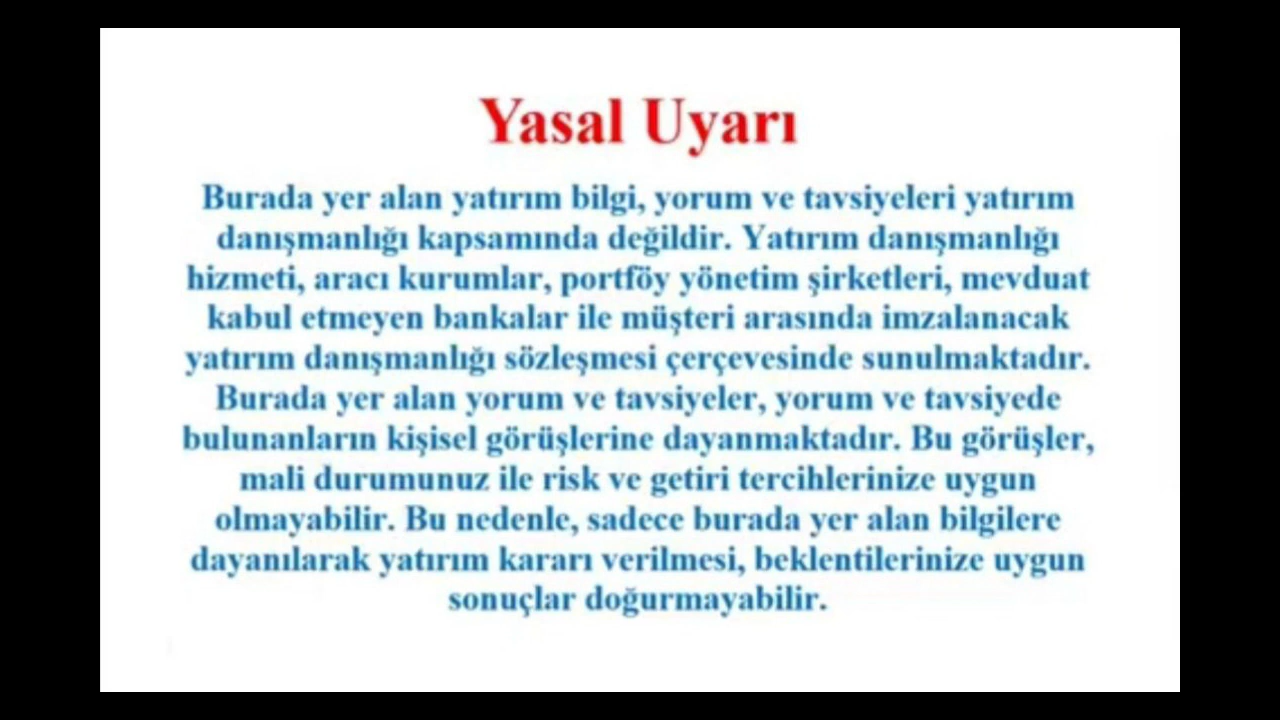 Yasal Uyarı
Burada yer alan yatırım bilgi, yorum ve tavsiyeleri yatırım
danışmanlığı kapsamında değildir. Yatırım danışmanlığı
hizmeti, aracı kurumlar, portföy yönetim şirketleri, mevduat
kabul etmeyen bankalar ile müşteri arasında imzalanacak
yatırım danışmanlığı sözleşmesi çerçevesinde sunulmaktadır.
Burada yer alan yorum ve tavsiyeler, yorum ve tavsiyede
bulunanların kişisel görüşlerine dayanmaktadır. Bu görüşler,
mali durumunuz ile risk ve getiri tercihlerinize uygun
olmayabilir. Bu nedenle, sadece burada yer alan bilgilere
dayanılarak yatırım kararı verilmesi, beklentilerinize uygun
sonuçlar doğurmayabilir.